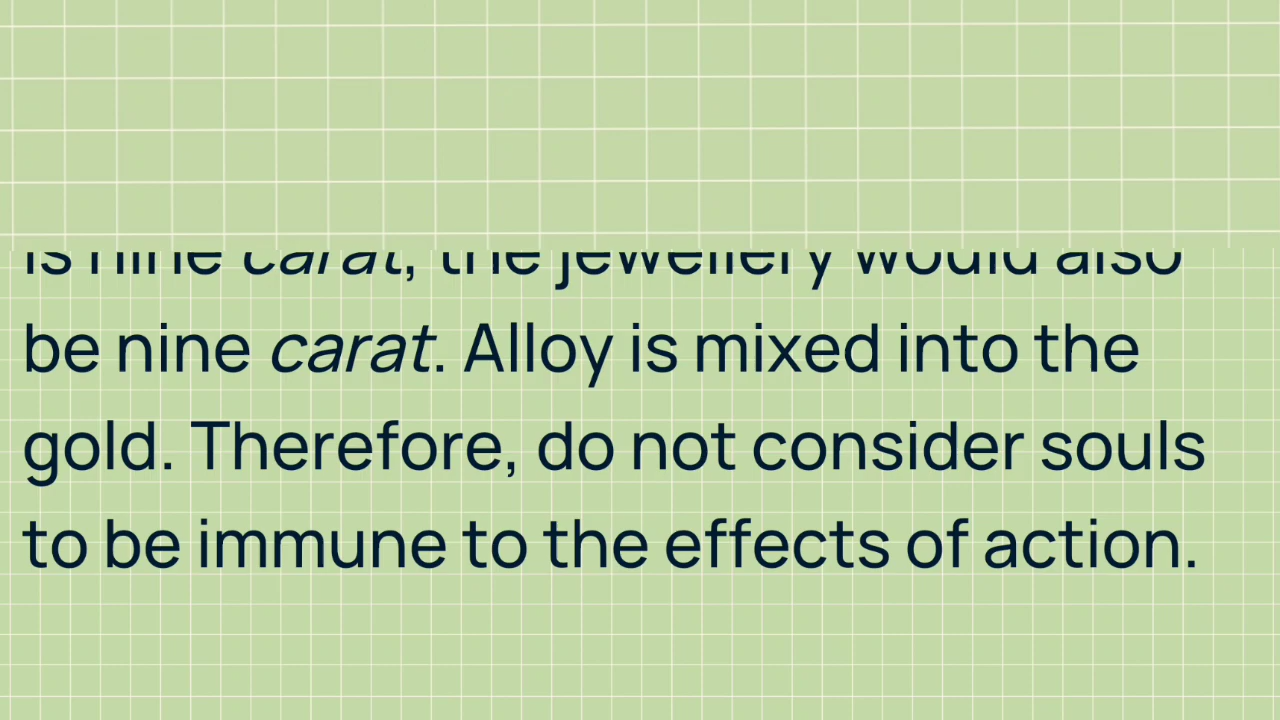 is nine carat, the jewellery would also
be nine carat. Alloy is mixed into the
gold. Therefore, do not consider souls
to be immune to the effects of action.